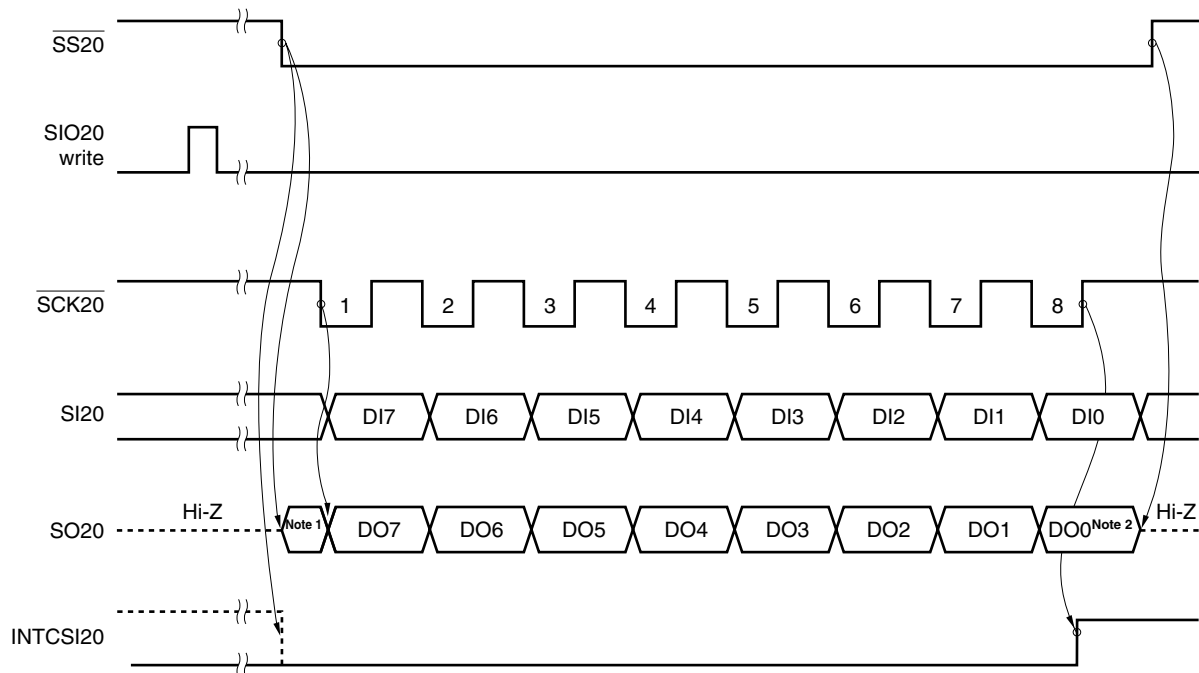 SS20
SIO20
write
SCK20
1 2 3 4 5 6 7 8
SI20
DI7 DI6 DI5 DI4 DI3 DI2 DI1 DI0
SO20
Hi-Z Note 1 DO7 DO6 DO5 DO4 DO3 DO2 DO1 DO0 Note 2 Hi-Z
INTCSI20